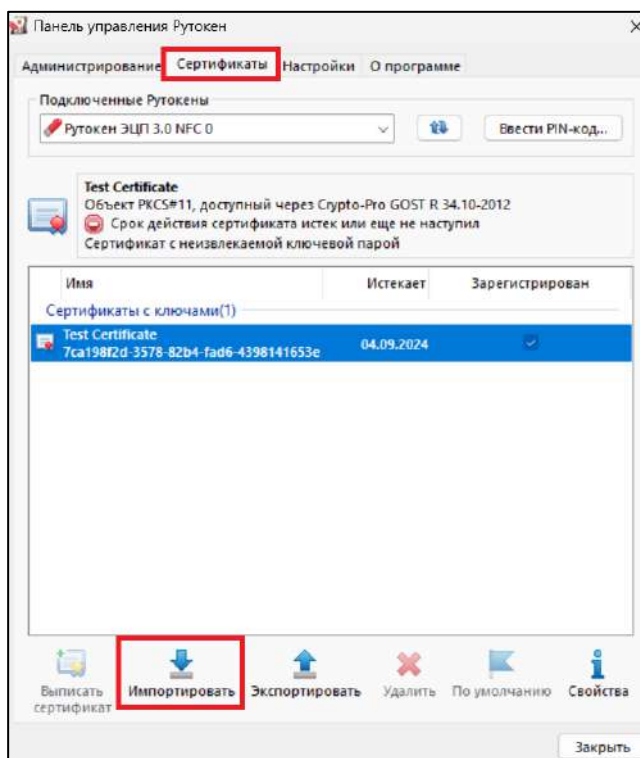 Панель управления Рутокен
Администрирование Сертификаты Настройки О программе
Подключенные Рутокены
Рутокен ЭЦП 3.0 NFC 0 Ввести PIN-код...
Test Certificate
Объект PKCS#11, доступный через Crypto-Pro GOST R 34.10-2012
Срок действия сертификата истек или еще не наступил
Сертификат с неизвлекаемой ключевой парой
Имя Истекает Зарегистрирован
Сертификаты с ключами(1)
Test Certificate
7ca198f2d-3578-82b4-fad6-4398141653e 04.09.2024
Выписать сертификат Импортировать Экспортировать Удалить По умолчанию Свойства
Закрыть